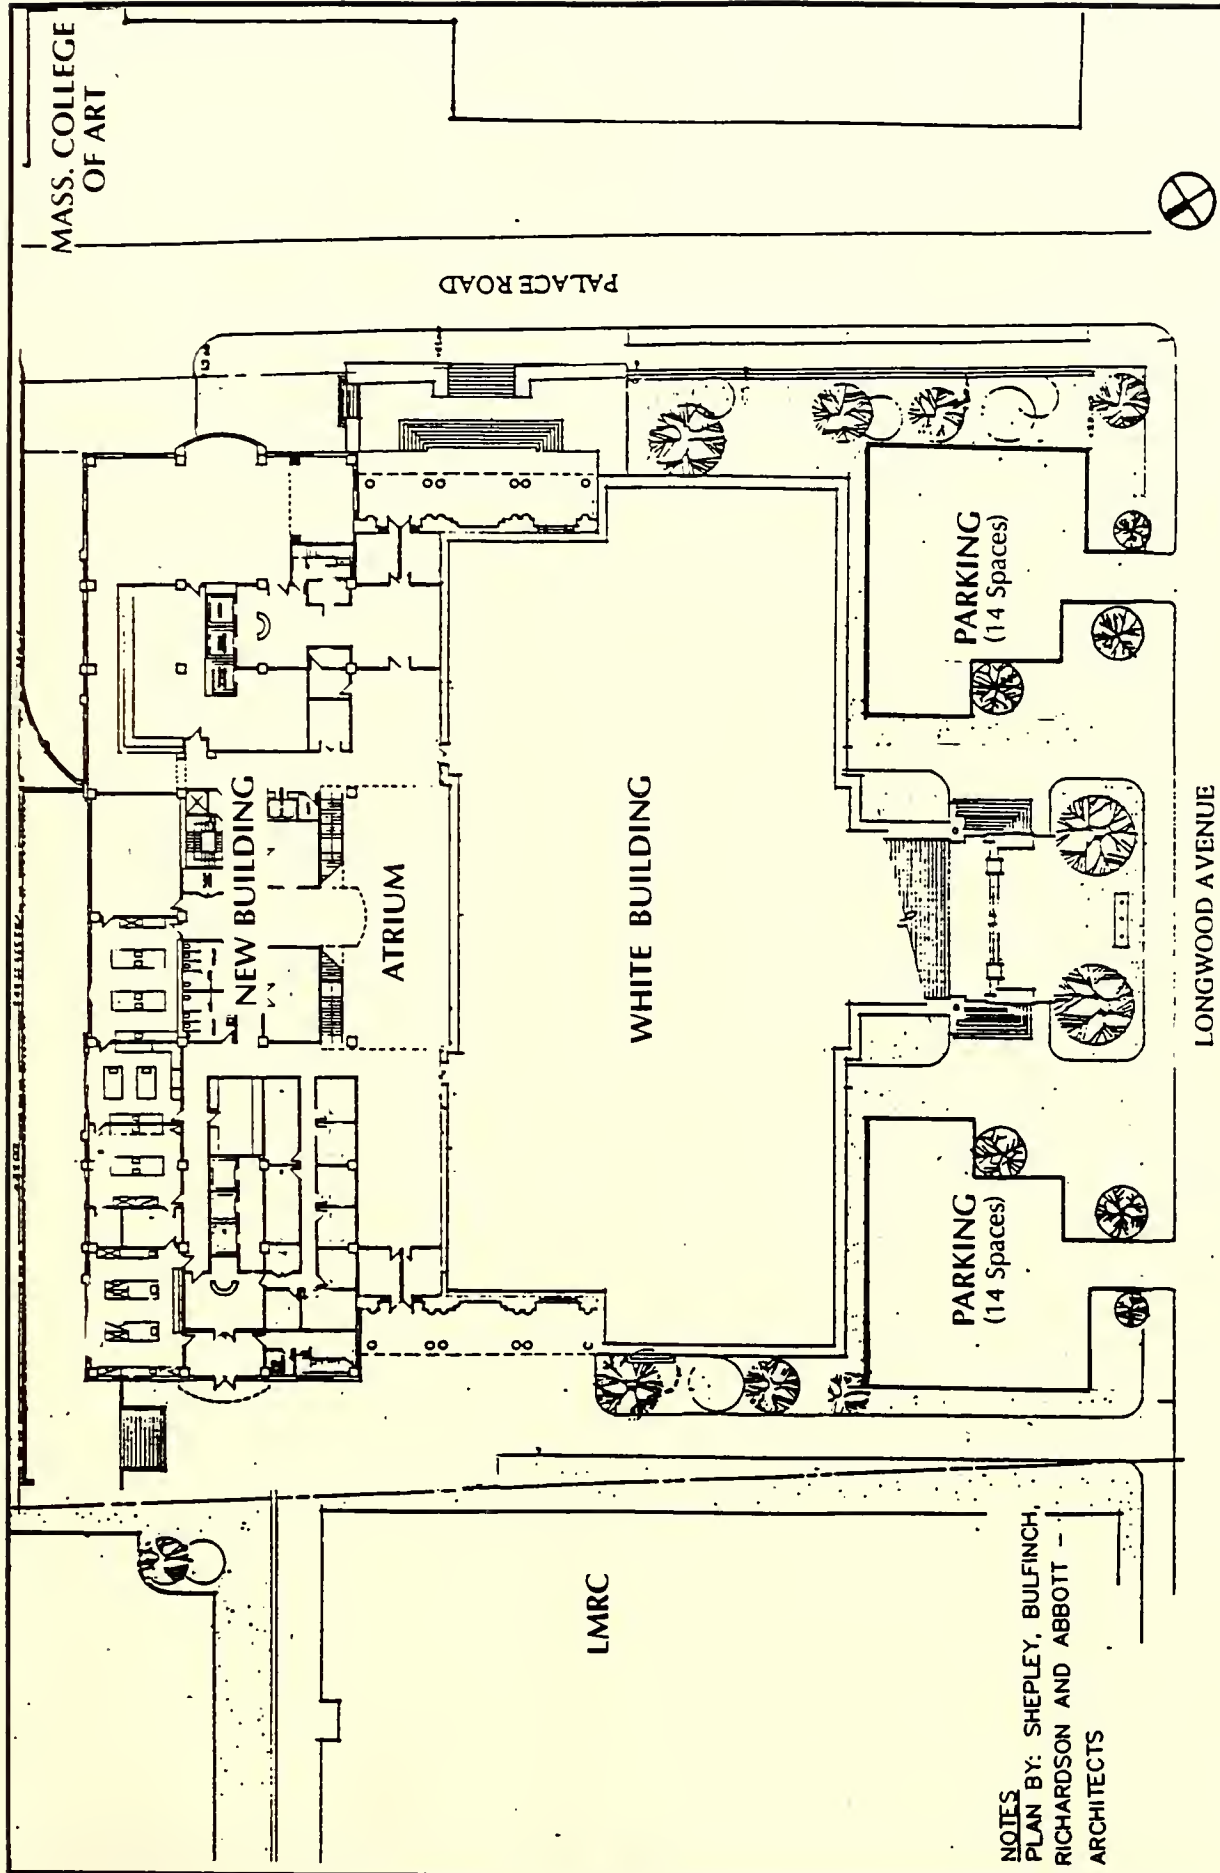 MASS. COLLEGE
OF ART
PALACE ROAD
NEW BUILDING
ATRIUM
WHITE BUILDING
PARKING
(14 Spaces)
PARKING
(14 Spaces)
LONGWOOD AVENUE
LMRC
NOTES
PLAN BY: SHEPLEY, BULFINCH,
RICHARDSON AND ABBOTT -
ARCHITECTS